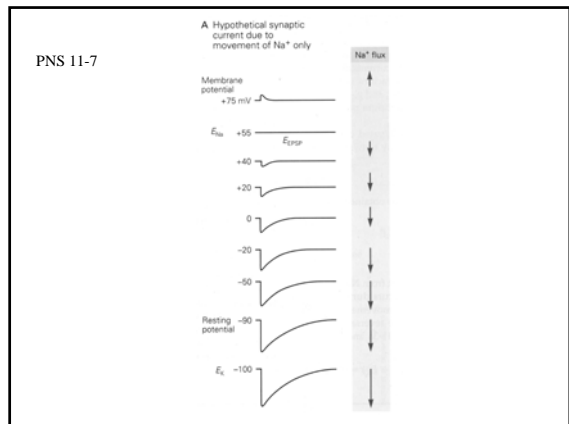 A Hypothetical synaptic
current due to
movement of Na⁺ only
PNS 11-7
Na⁺ flux
Membrane
potential
+75 mV
E_Na +55
E_EPSP
+40
+20
0
−20
−50
Resting −90
potential
E_K −100